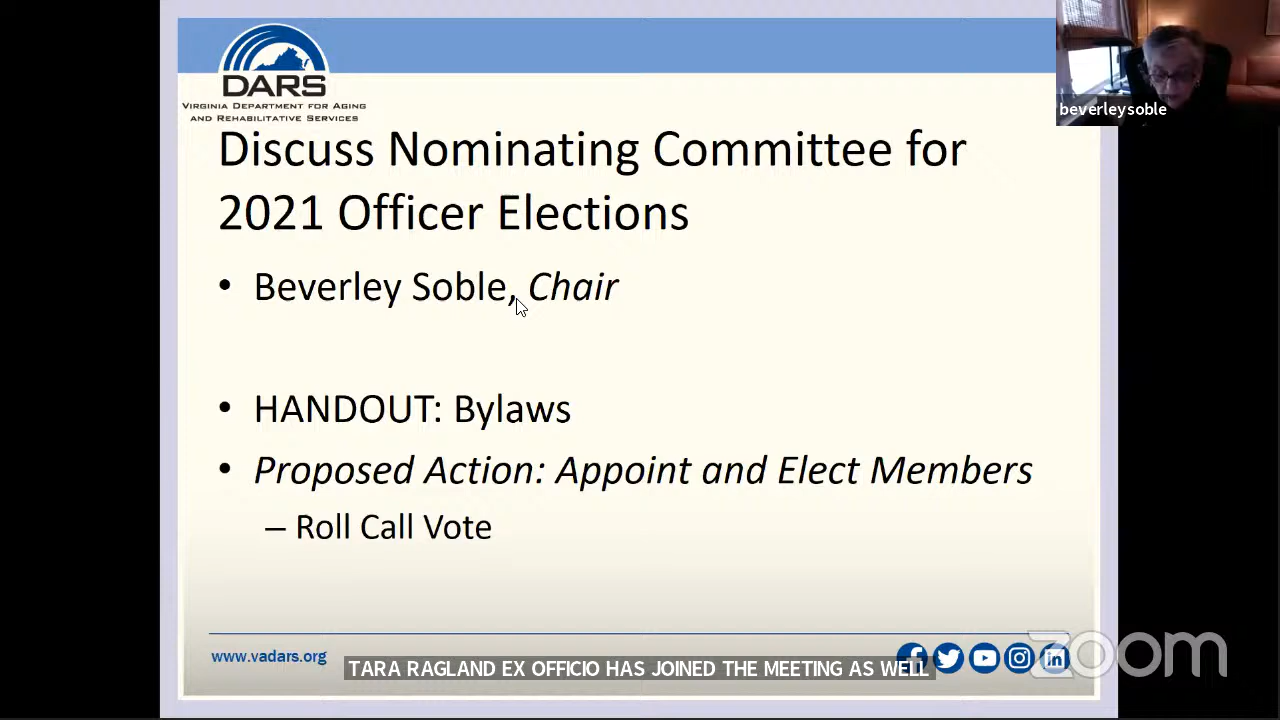 DARS
VIRGINIA DEPARTMENT FOR AGING
AND REHABILITATIVE SERVICES
beverleysoble
Discuss Nominating Committee for
2021 Officer Elections
• Beverley Soble, Chair
• HANDOUT: Bylaws
• Proposed Action: Appoint and Elect Members
– Roll Call Vote
www.vadars.org
TARA RAGLAND EX OFFICIO HAS JOINED THE MEETING AS WELL
zoom